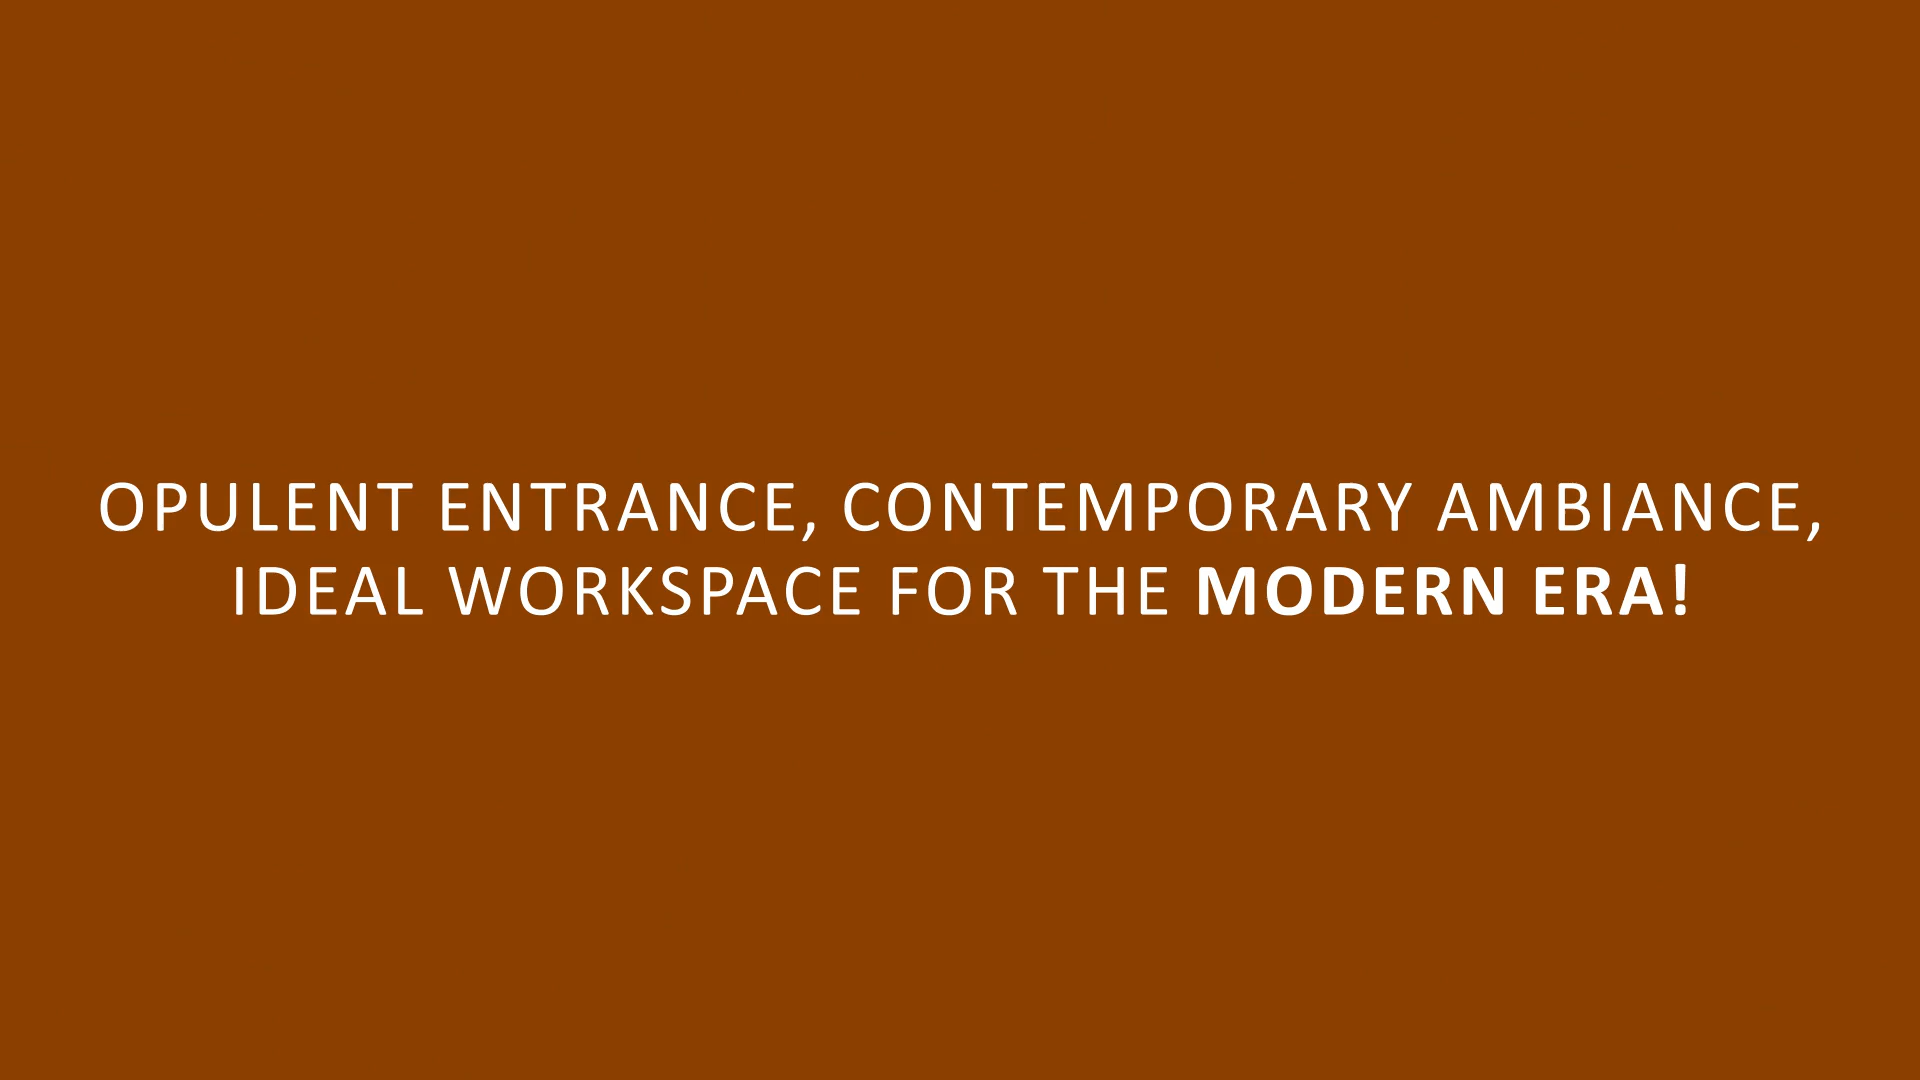 OPULENT ENTRANCE, CONTEMPORARY AMBIANCE,
IDEAL WORKSPACE FOR THE MODERN ERA!